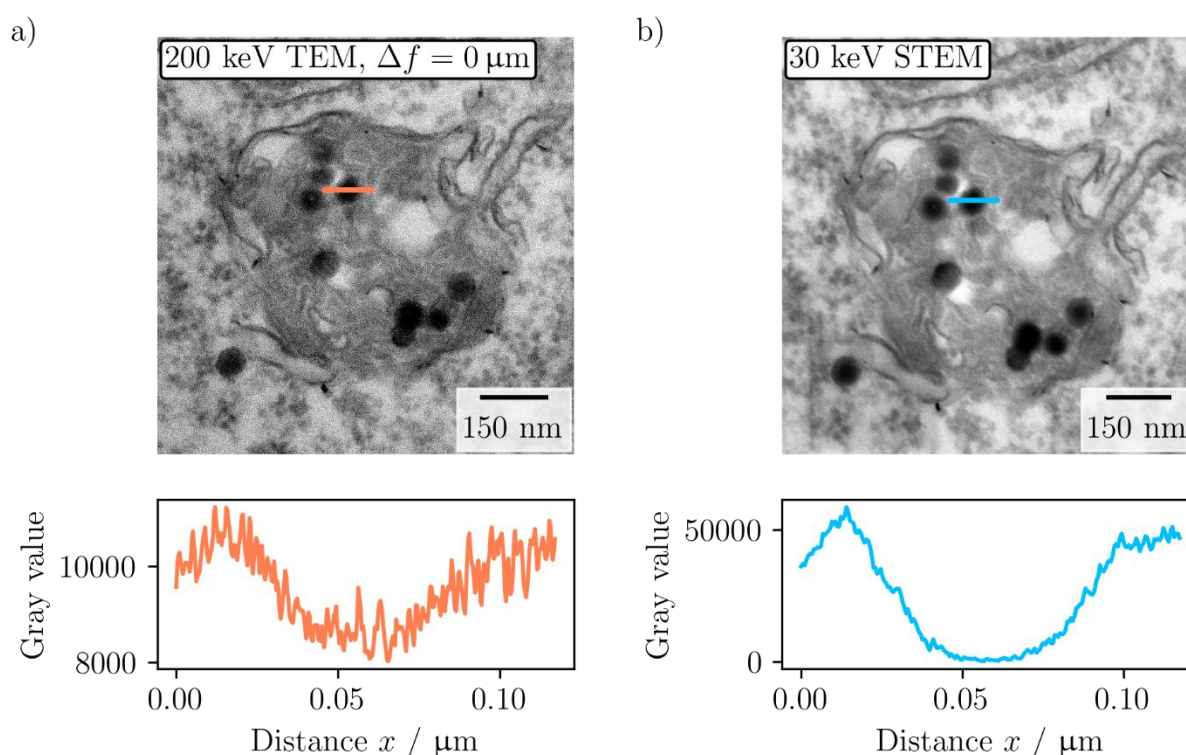 a)
200 keV TEM, Δf = 0 μm
150 nm
Gray value
10000
8000
0.00 0.05 0.10
Distance x / μm
b)
30 keV STEM
150 nm
Gray value
50000
0
0.00 0.05 0.10
Distance x / μm